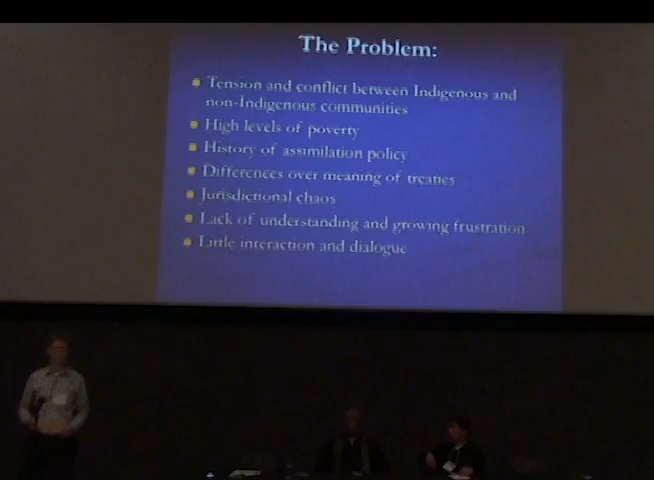 The Problem:
Tension and conflict between Indigenous and
non-Indigenous communities
High levels of poverty
History of assimilation policy
Differences over meaning of treaties
Jurisdictional chaos
Lack of understanding and growing frustration
Little interaction and dialogue